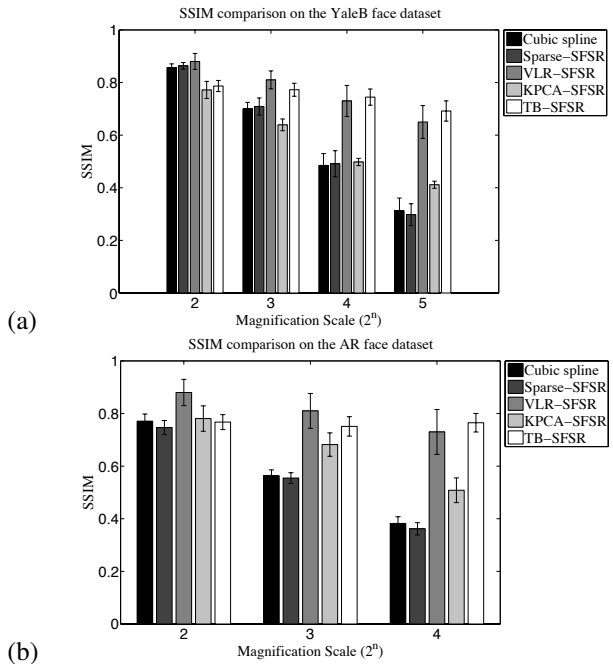 SSIM comparison on the YaleB face dataset
1
0.8
0.6
0.4
0.2
0
SSIM
2 3 4 5
Magnification Scale (2ⁿ)
Cubic spline
Sparse−SFSR
VLR−SFSR
KPCA−SFSR
TB−SFSR
(a)
SSIM comparison on the AR face dataset
1
0.8
0.6
0.4
0.2
0
SSIM
2 3 4
Magnification Scale (2ⁿ)
Cubic spline
Sparse−SFSR
VLR−SFSR
KPCA−SFSR
TB−SFSR
(b)